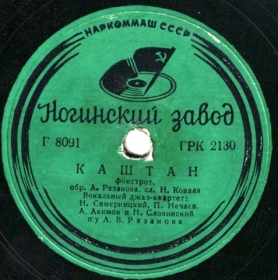 НАРКОММАШ СССР
Ногинский завод
Г 8091 ГРК 2130
КАШТАН
фокстрот,
обр. А. Рязанова, сл. Н. Коваля
Вокальный джаз-квартет:
Н. Семерницкий, П. Нечаев,
А. Акимов и Н. Словинский
п/у А. В. Рязанова